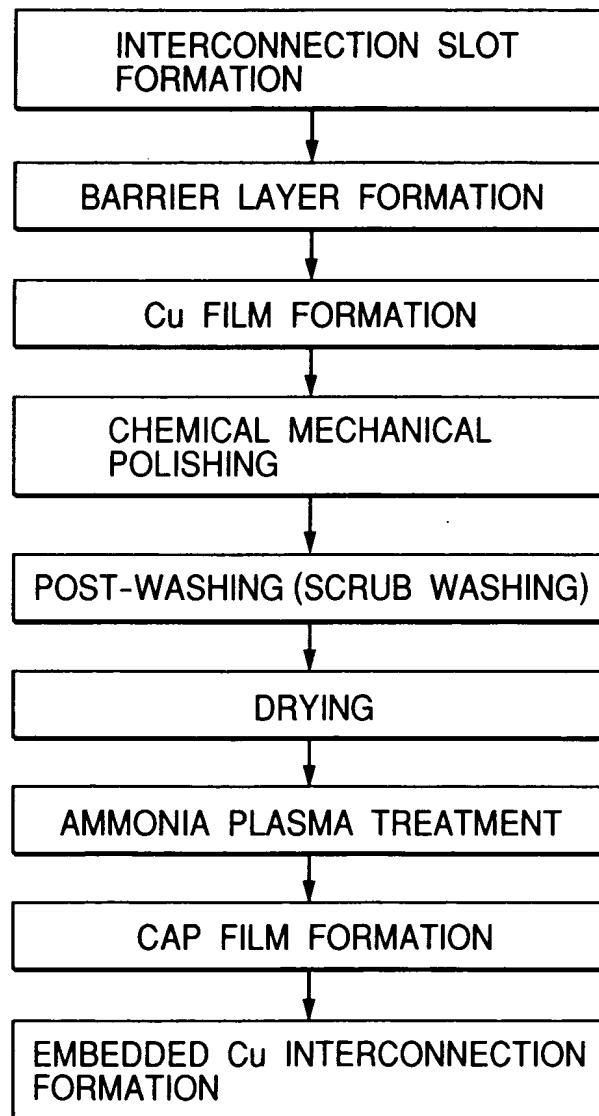 INTERCONNECTION SLOT
FORMATION
BARRIER LAYER FORMATION
Cu FILM FORMATION
CHEMICAL MECHANICAL
POLISHING
POST-WASHING (SCRUB WASHING)
DRYING
AMMONIA PLASMA TREATMENT
CAP FILM FORMATION
EMBEDDED Cu INTERCONNECTION
FORMATION